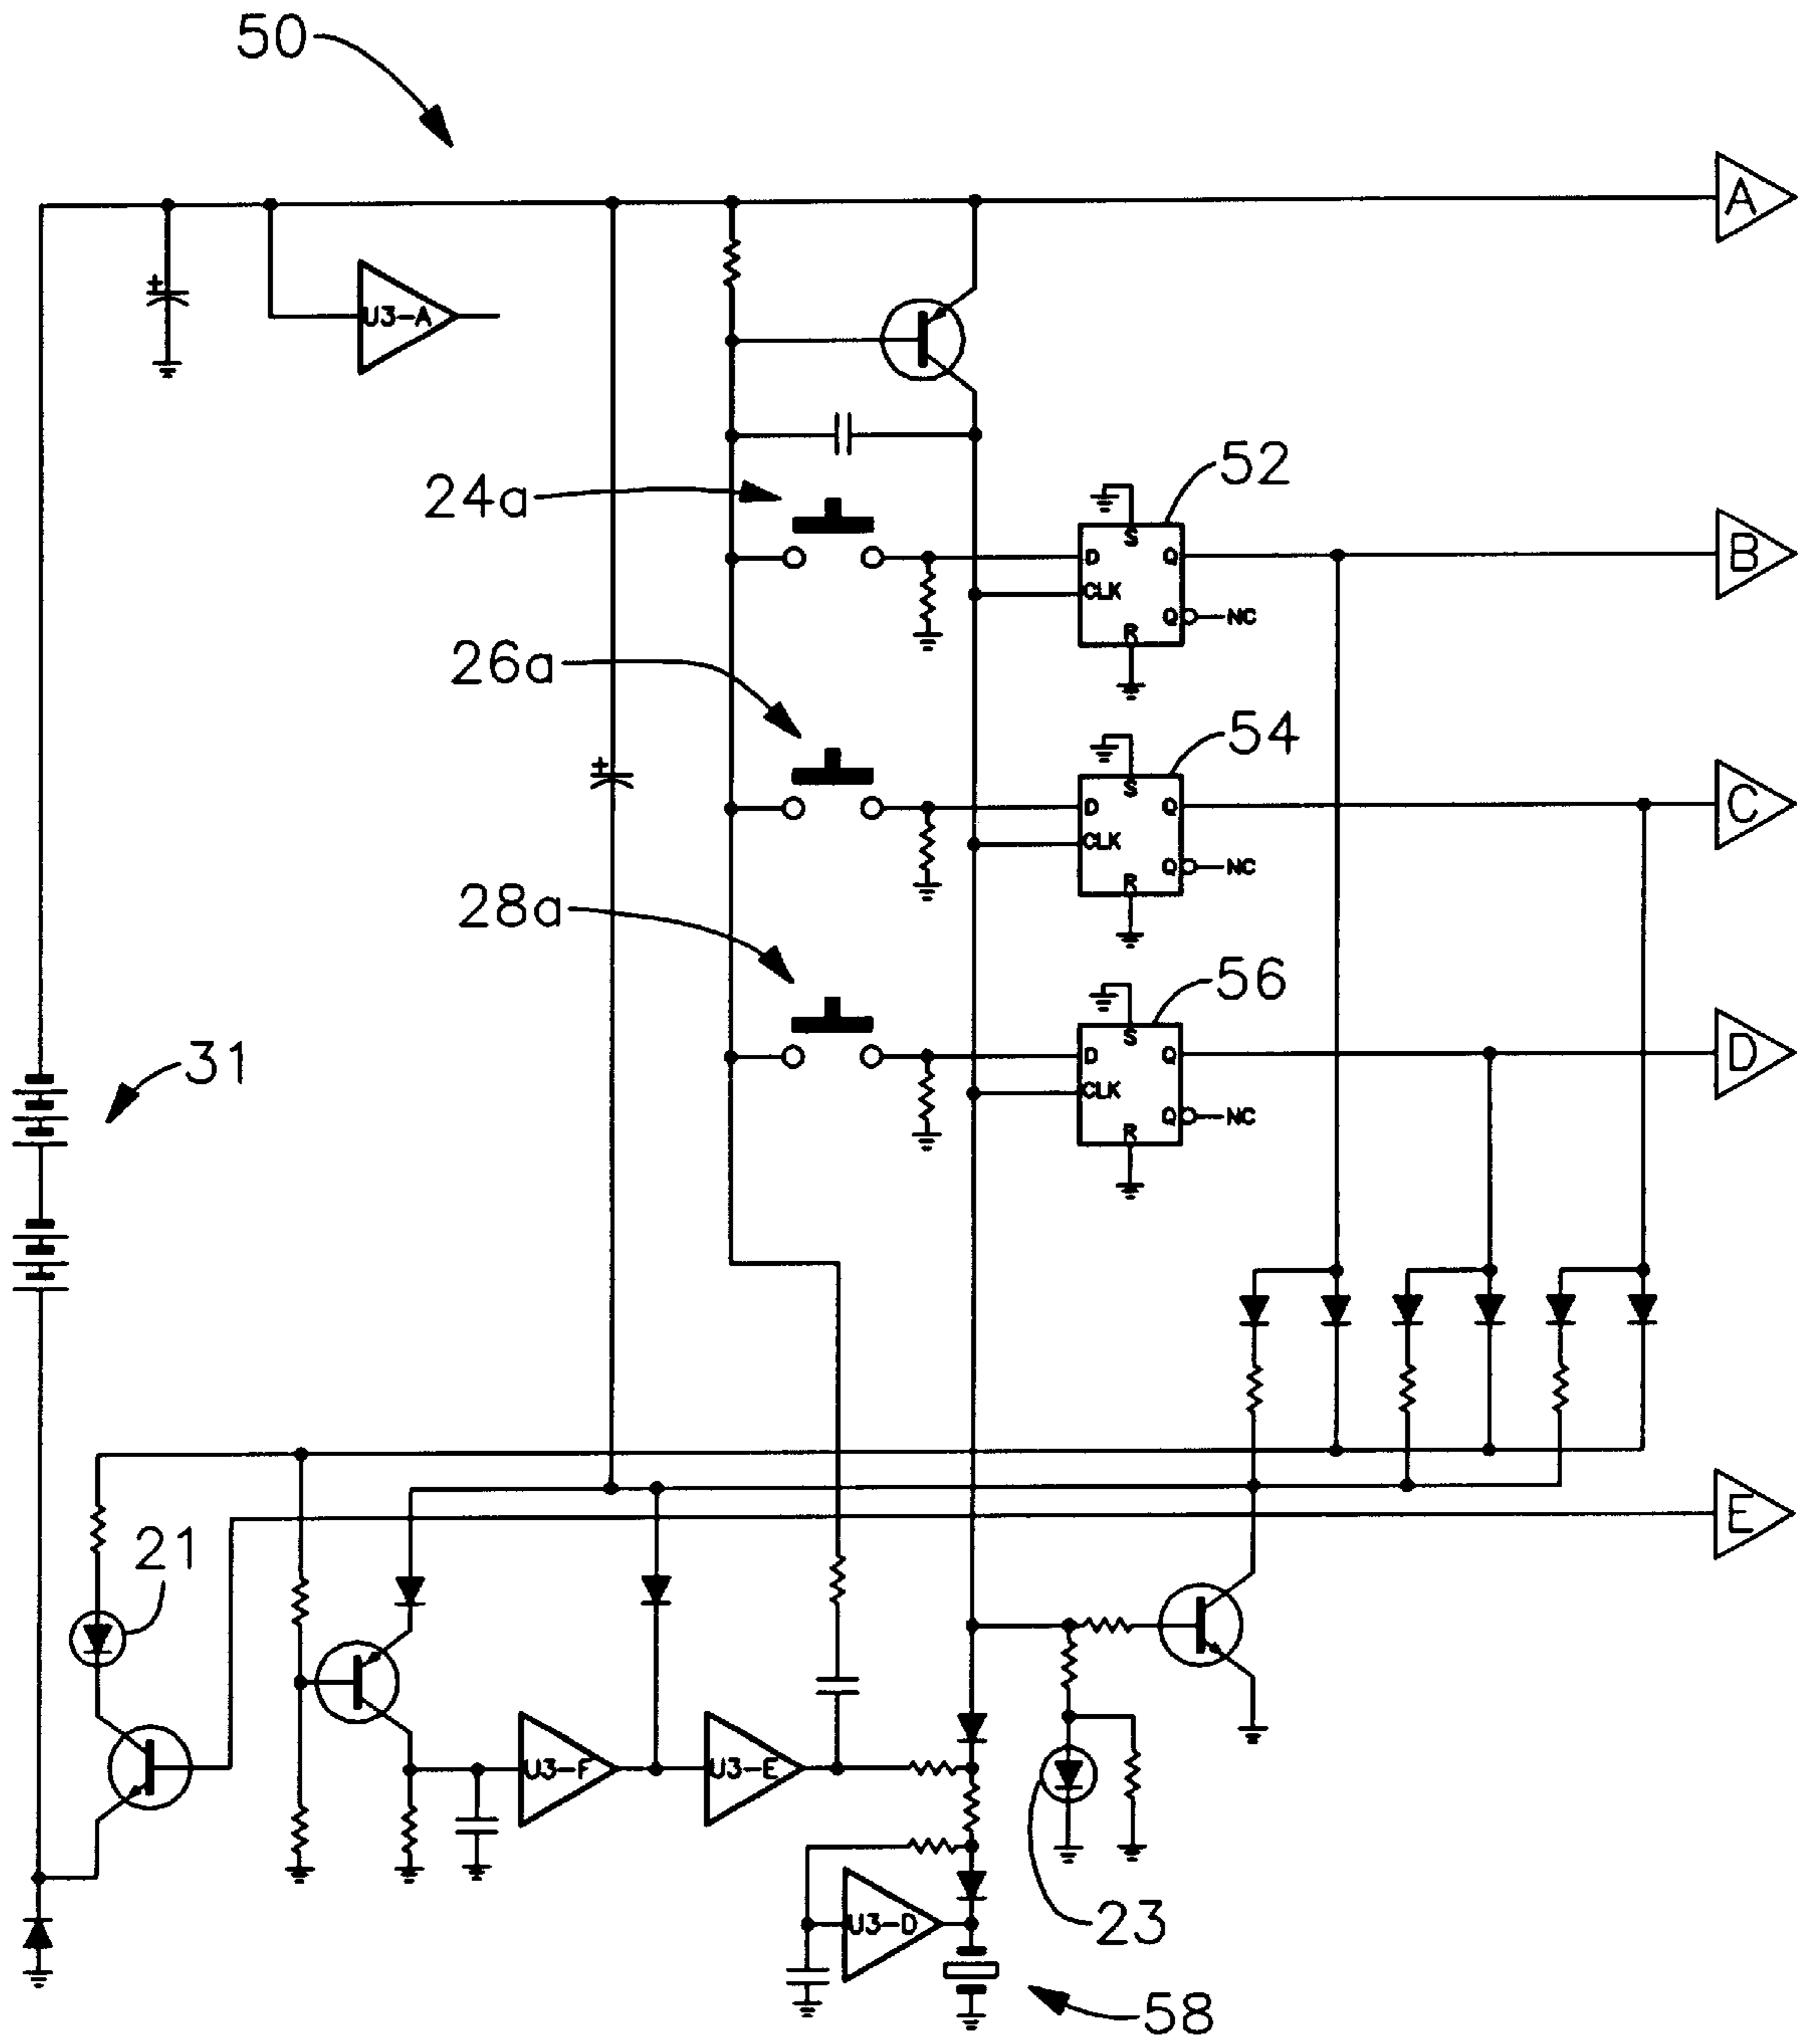 50
A
+
U3-A
24a
52
S
D
Q
B
CLK
Q
NC
R
26a
54
+
S
D
Q
C
CLK
Q
NC
R
28a
56
S
D
Q
D
CLK
Q
NC
R
31
E
21
U3-F
U3-E
U3-D
23
58